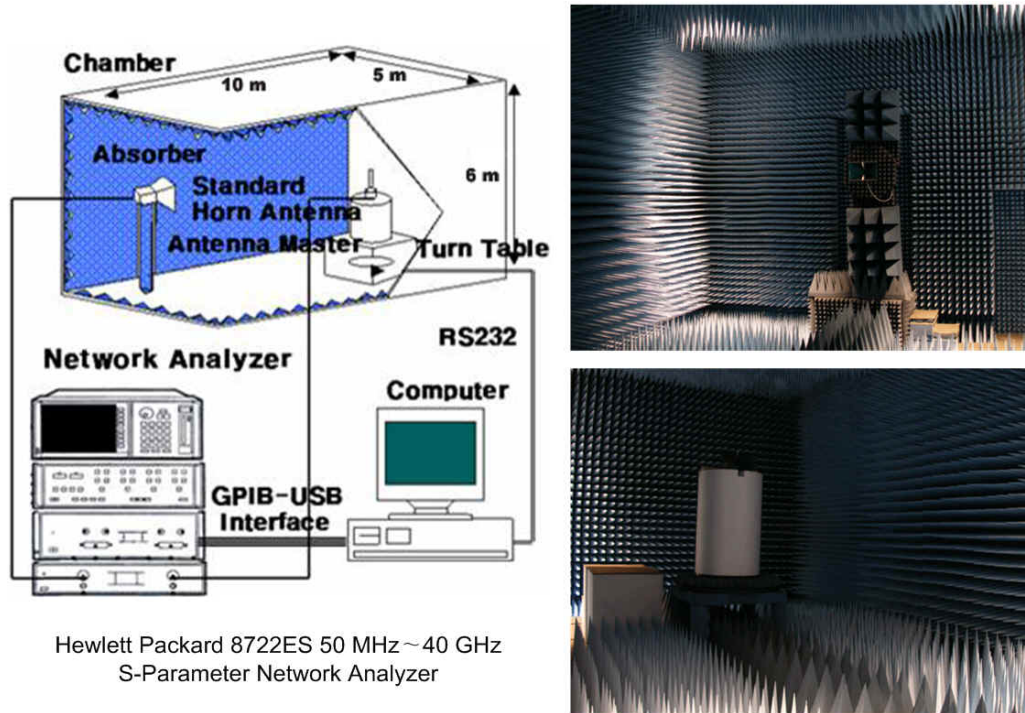 Chamber
10 m
5 m
Absorber
6 m
Standard
Horn Antenna
Antenna Master
Turn Table
RS232
Network Analyzer
Computer
GPIB-USB
Interface
Hewlett Packard 8722ES 50 MHz~40 GHz
S-Parameter Network Analyzer